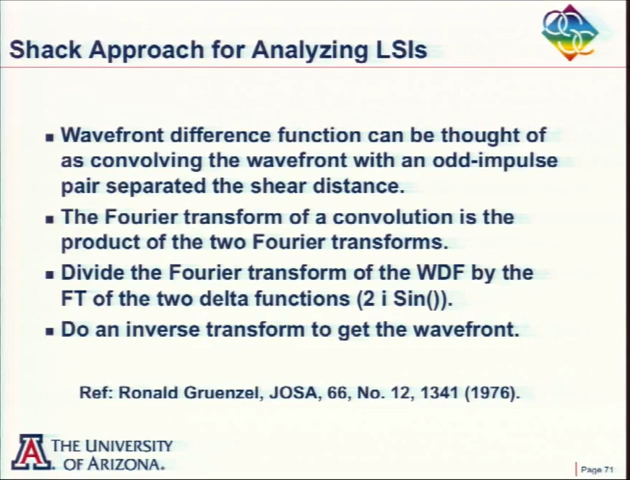 Shack Approach for Analyzing LSIs
Wavefront difference function can be thought of
as convolving the wavefront with an odd-impulse
pair separated the shear distance.
The Fourier transform of a convolution is the
product of the two Fourier transforms.
Divide the Fourier transform of the WDF by the
FT of the two delta functions (2 i Sin()).
Do an inverse transform to get the wavefront.
Ref: Ronald Gruenzel, JOSA, 66, No. 12, 1341 (1976).
A THE UNIVERSITY
OF ARIZONA.
Page 71